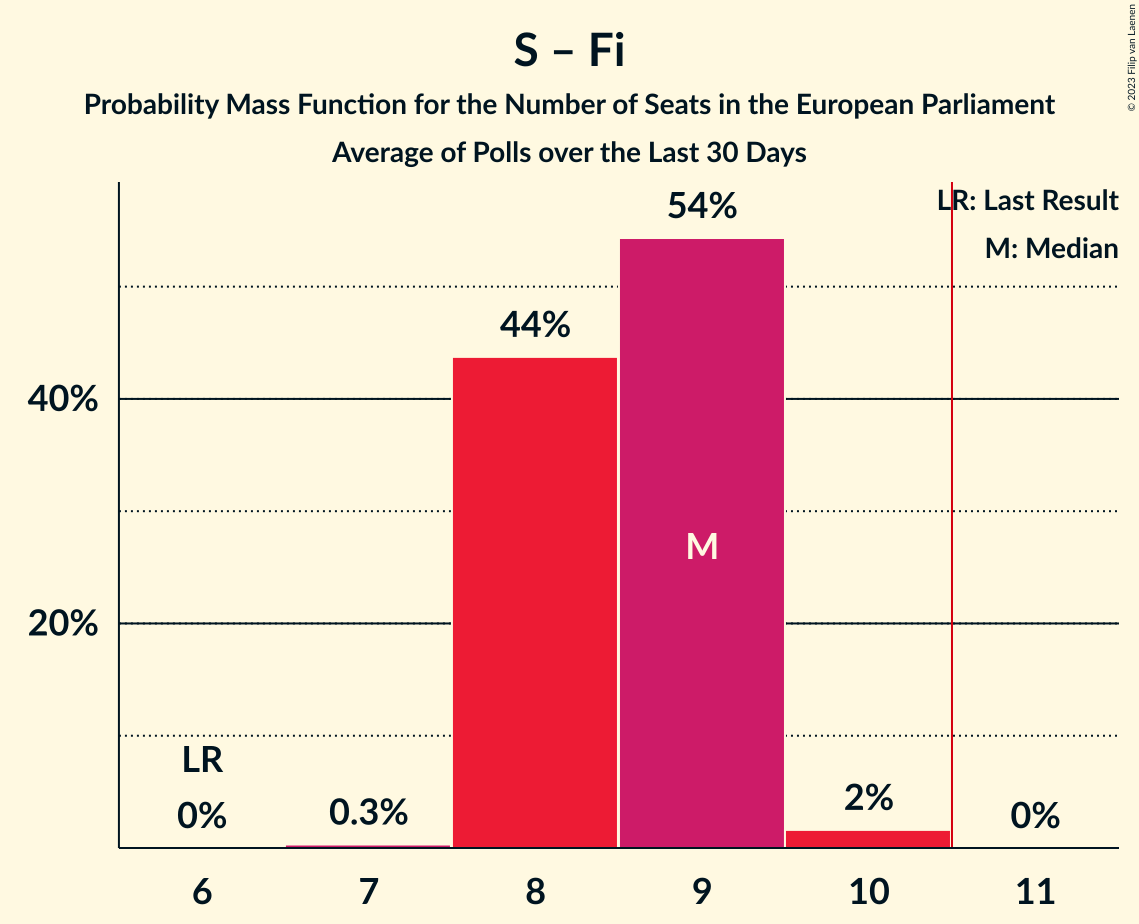 S – Fi
Probability Mass Function for the Number of Seats in the European Parliament
Average of Polls over the Last 30 Days
© 2023 Filip van Laenen
LR: Last Result
M: Median
54%
44%
40%
M
20%
LR
0%
0.3%
2%
0%
6 7 8 9 10 11